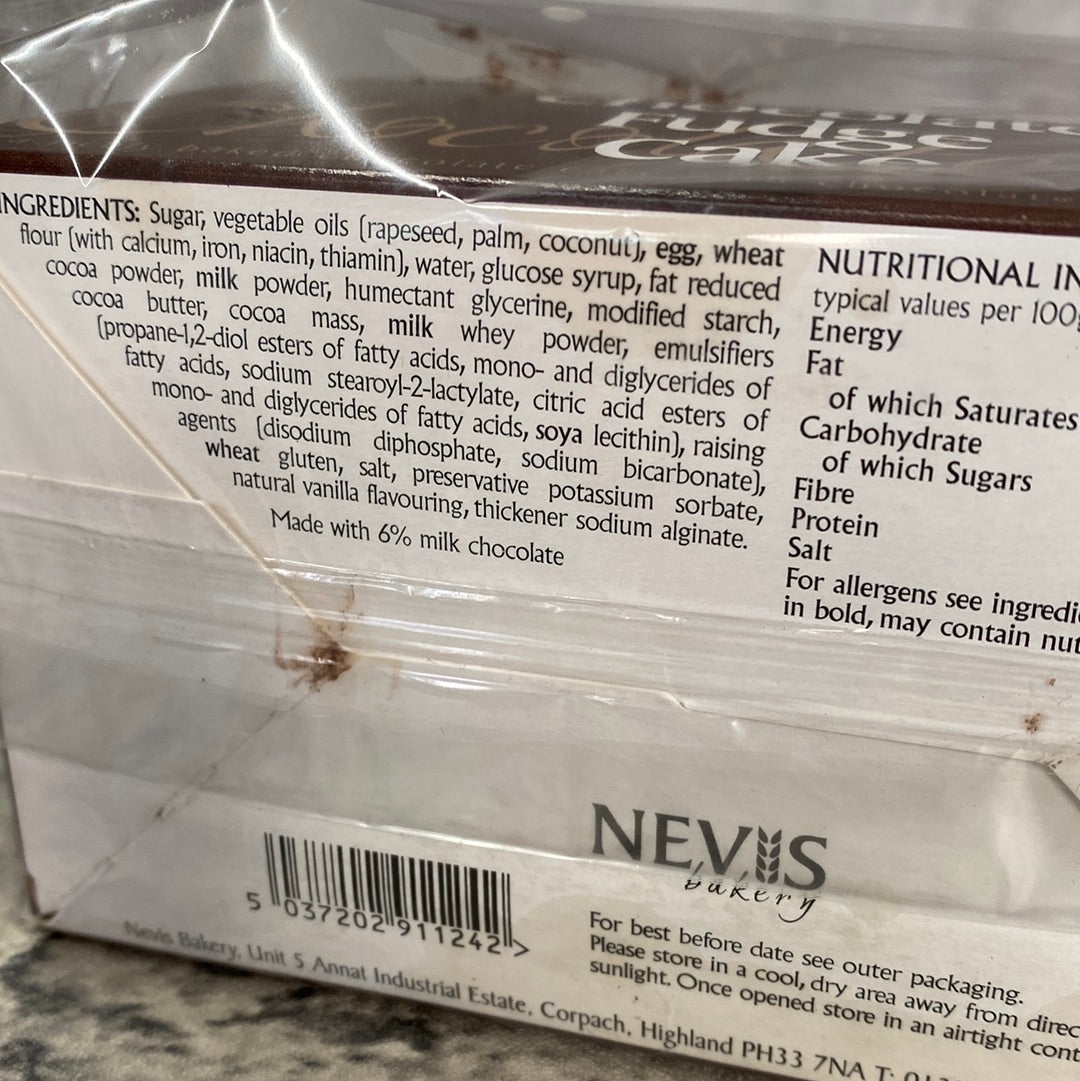 Chocolate
Fudge
Cake
INGREDIENTS: Sugar, vegetable oils (rapeseed, palm, coconut), egg, wheat
flour (with calcium, iron, niacin, thiamin), water, glucose syrup, fat reduced
cocoa powder, milk powder, humectant glycerine, modified starch,
cocoa butter, cocoa mass, milk whey powder, emulsifiers
(propane-1,2-diol esters of fatty acids, mono- and diglycerides of
fatty acids, sodium stearoyl-2-lactylate, citric acid esters of
mono- and diglycerides of fatty acids, soya lecithin), raising
agents (disodium diphosphate, sodium bicarbonate),
wheat gluten, salt, preservative potassium sorbate,
natural vanilla flavouring, thickener sodium alginate.
Made with 6% milk chocolate
NUTRITIONAL IN
typical values per 100g
Energy
Fat
of which Saturates
Carbohydrate
of which Sugars
Fibre
Protein
Salt
For allergens see ingredi
in bold, may contain nut
NEVIS
bakery
5 037202 911242 >
For best before date see outer packaging.
Please store in a cool, dry area away from direc
sunlight. Once opened store in an airtight cont
Nevis Bakery, Unit 5 Annat Industrial Estate, Corpach, Highland PH33 7NA T: